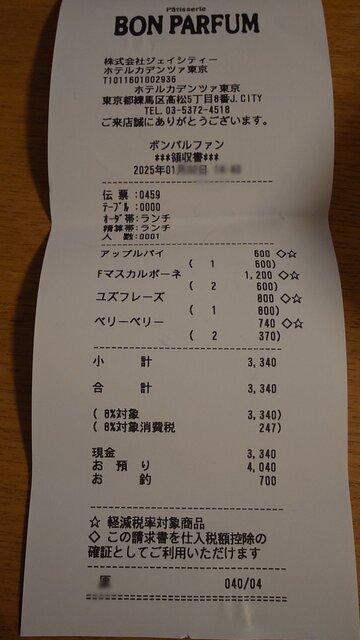 Pâtisserie
BON PARFUM
株式会社ジェイシティー
ホテルカデンツァ東京
T1011601002936
ホテルカデンツァ東京
東京都練馬区高松5丁目8番J.CITY
TEL. 03-5372-4518
ご来店誠にありがとうございます。
ボンパルファン
***領収書***
2025年01月
伝 票 :0459
テーブル :0000
オーダ帯:ランチ
精算帯:ランチ
人 数:0001
アップルパイ 600 ◇☆
( 1 600)
Fマスカルポーネ 1,200 ◇☆
( 2 600)
ユズフレーズ 800 ◇☆
( 1 800)
ベリーベリー 740 ◇☆
( 2 370)
小 計 3,340
合 計 3,340
( 8%対象 3,340)
( 8%対象消費税 247)
現金 3,340
お 預 り 4,040
お 釣 700
☆ 軽減税率対象商品
◇ この請求書を仕入税額控除の
確証としてご利用いただけます
040/04